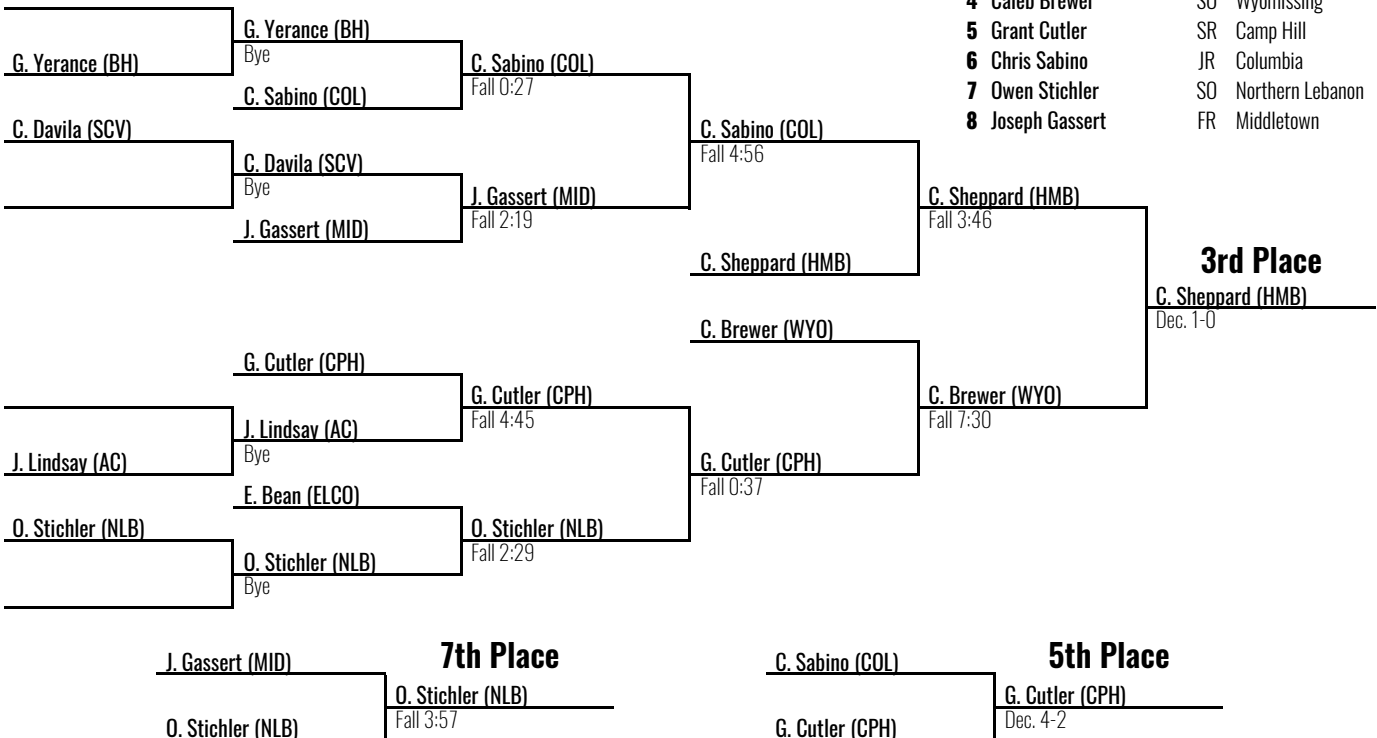 4 Caleb Brewer SO Wyomissing
5 Grant Cutler SR Camp Hill
6 Chris Sabino JR Columbia
7 Owen Stichler SO Northern Lebanon
8 Joseph Gassert FR Middletown
G. Yerance (BH)
G. Yerance (BH)
Bye
C. Sabino (COL)
C. Sabino (COL)
Fall 0:27
C. Davila (SCV)
C. Davila (SCV)
Bye
J. Gassert (MID)
J. Gassert (MID)
Fall 2:19
C. Sabino (COL)
Fall 4:56
C. Sheppard (HMB)
C. Sheppard (HMB)
Fall 3:46
3rd Place
C. Sheppard (HMB)
Dec. 1-0
C. Brewer (WYO)
C. Brewer (WYO)
Fall 7:30
G. Cutler (CPH)
G. Cutler (CPH)
Fall 4:45
J. Lindsay (AC)
J. Lindsay (AC)
Bye
G. Cutler (CPH)
Fall 0:37
E. Bean (ELCO)
O. Stichler (NLB)
O. Stichler (NLB)
Fall 2:29
O. Stichler (NLB)
Bye
7th Place
J. Gassert (MID)
O. Stichler (NLB)
Fall 3:57
O. Stichler (NLB)
5th Place
C. Sabino (COL)
G. Cutler (CPH)
Dec. 4-2
G. Cutler (CPH)